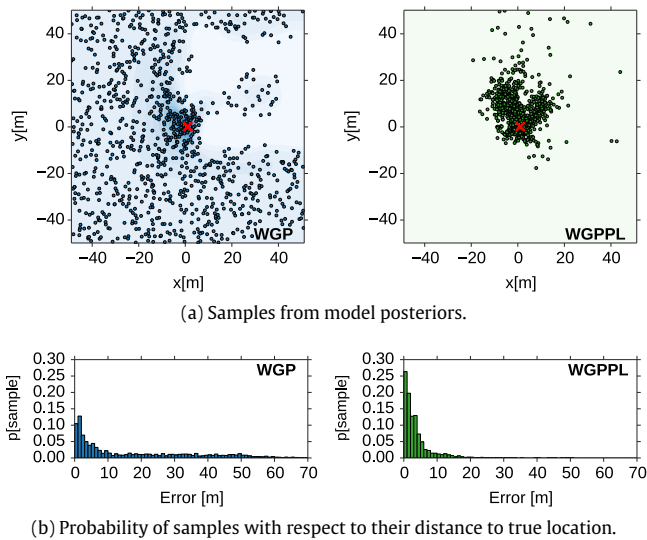 y[m]
40
20
0
−20
−40
WGP
−40 −20 0 20 40
x[m]
y[m]
40
20
0
−20
−40
WGPPL
−40 −20 0 20 40
x[m]
(a) Samples from model posteriors.
p[sample]
0.30
0.25
0.20
0.15
0.10
0.05
0.00
WGP
0 10 20 30 40 50 60 70
Error [m]
p[sample]
0.30
0.25
0.20
0.15
0.10
0.05
0.00
WGPPL
0 10 20 30 40 50 60 70
Error [m]
(b) Probability of samples with respect to their distance to true location.